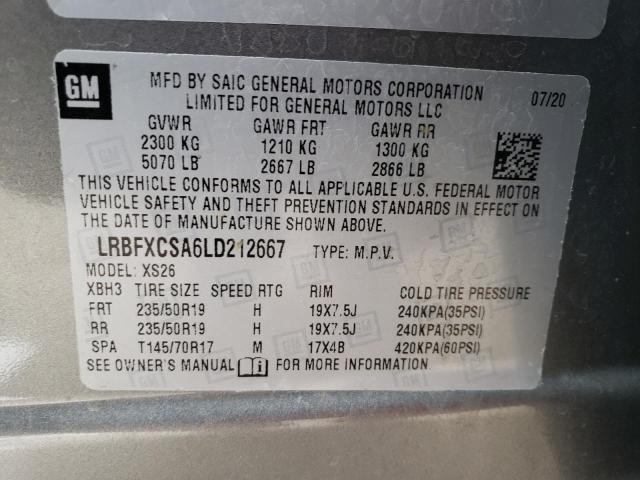 GM
MFD BY SAIC GENERAL MOTORS CORPORATION
LIMITED FOR GENERAL MOTORS LLC
07/20
GVWR GAWR FRT GAWR RR
2300 KG 1210 KG 1300 KG
5070 LB 2667 LB 2866 LB
THIS VEHICLE CONFORMS TO ALL APPLICABLE U.S. FEDERAL MOTOR
VEHICLE SAFETY AND THEFT PREVENTION STANDARDS IN EFFECT ON
THE DATE OF MANUFACTURE SHOWN ABOVE.
LRBFXCSA6LD212667 TYPE: M.P.V.
MODEL: XS26
XBH3 TIRE SIZE SPEED RTG RIM COLD TIRE PRESSURE
FRT 235/50R19 H 19X7.5J 240KPA(35PSI)
RR 235/50R19 H 19X7.5J 240KPA(35PSI)
SPA T145/70R17 M 17X4B 420KPA(60PSI)
SEE OWNER'S MANUAL FOR MORE INFORMATION